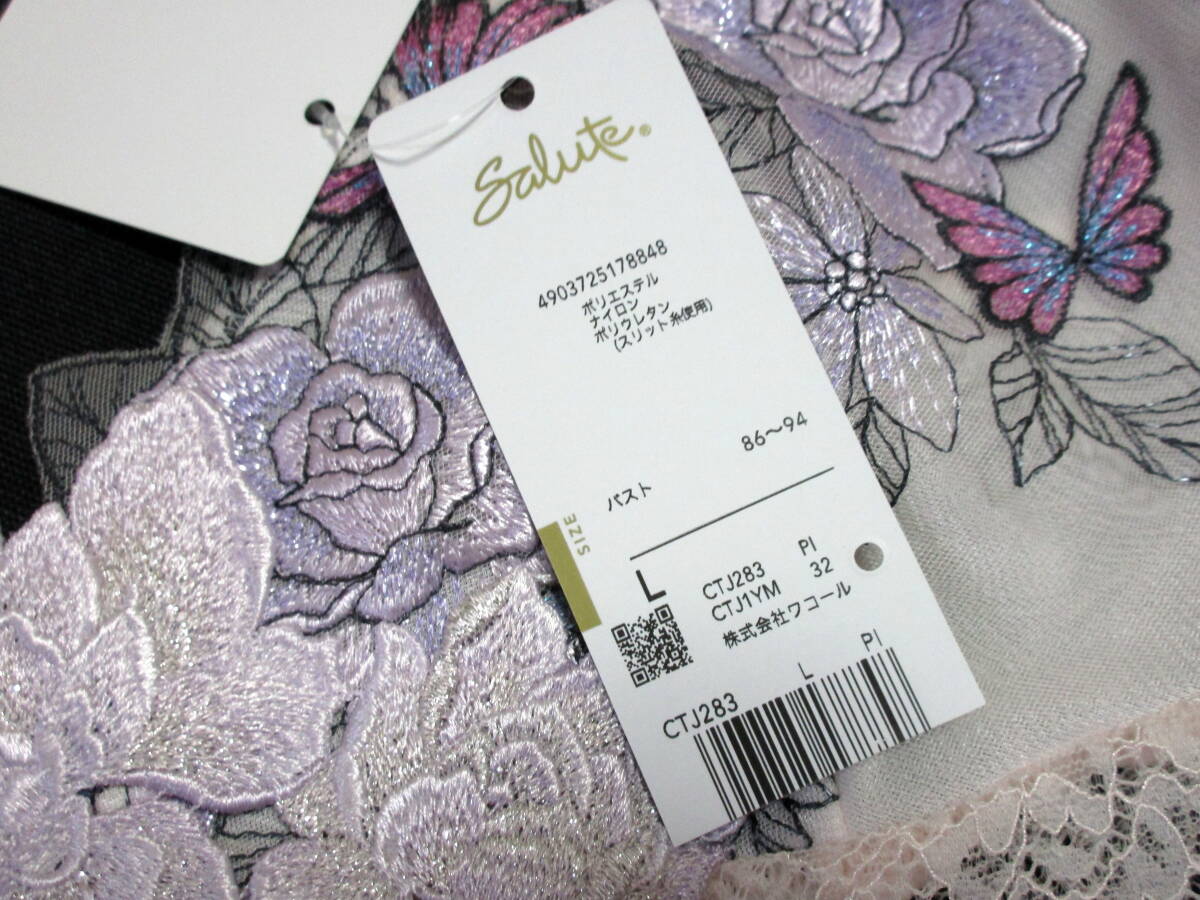 Salute®
4903725178848
ポリエステル
ナイロン
ポリウレタン
(スリット糸使用)
バスト 86～94
SIZE
L
CTJ283 PI
CTJ1YM 32
株式会社ワコール
L PI
CTJ283